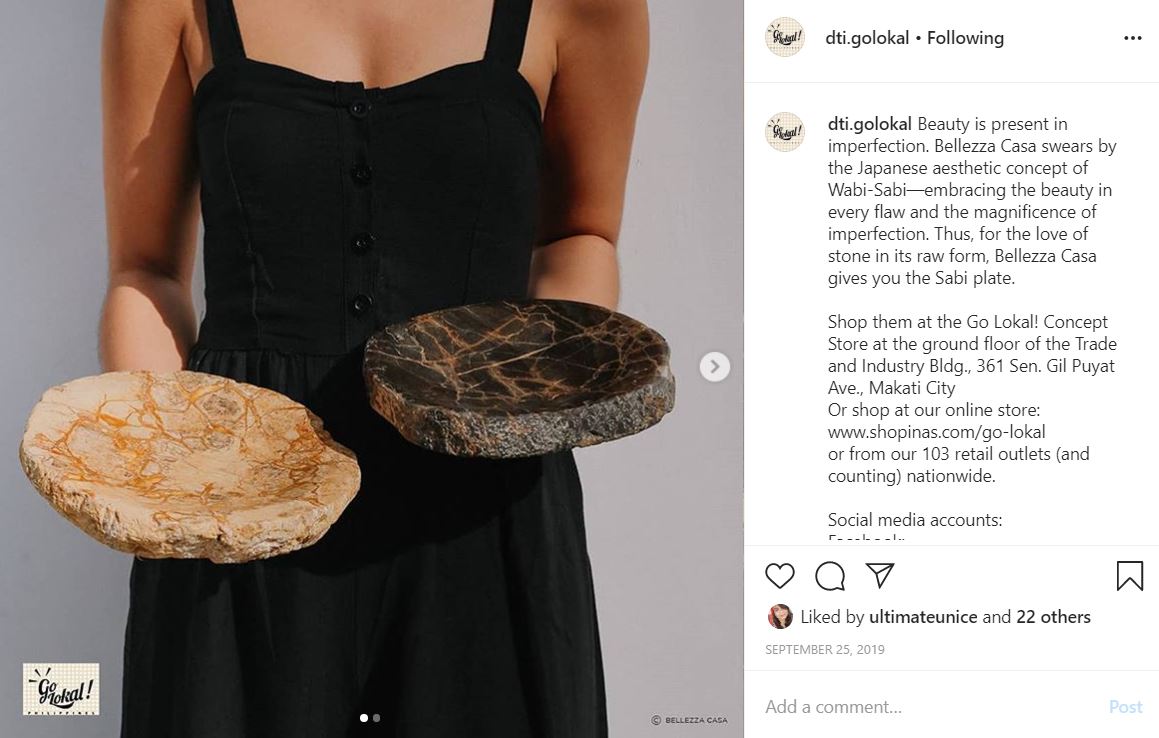 dti.golokal • Following
dti.golokal Beauty is present in
imperfection. Bellezza Casa swears by
the Japanese aesthetic concept of
Wabi-Sabi—embracing the beauty in
every flaw and the magnificence of
imperfection. Thus, for the love of
stone in its raw form, Bellezza Casa
gives you the Sabi plate.
Shop them at the Go Lokal! Concept
Store at the ground floor of the Trade
and Industry Bldg., 361 Sen. Gil Puyat
Ave., Makati City
Or shop at our online store:
www.shopinas.com/go-lokal
or from our 103 retail outlets (and
counting) nationwide.
Social media accounts:
Facebook:
Liked by ultimateunice and 22 others
SEPTEMBER 25, 2019
Add a comment... Post
Go
Lokal!
PHILIPPINES
© BELLEZZA CASA